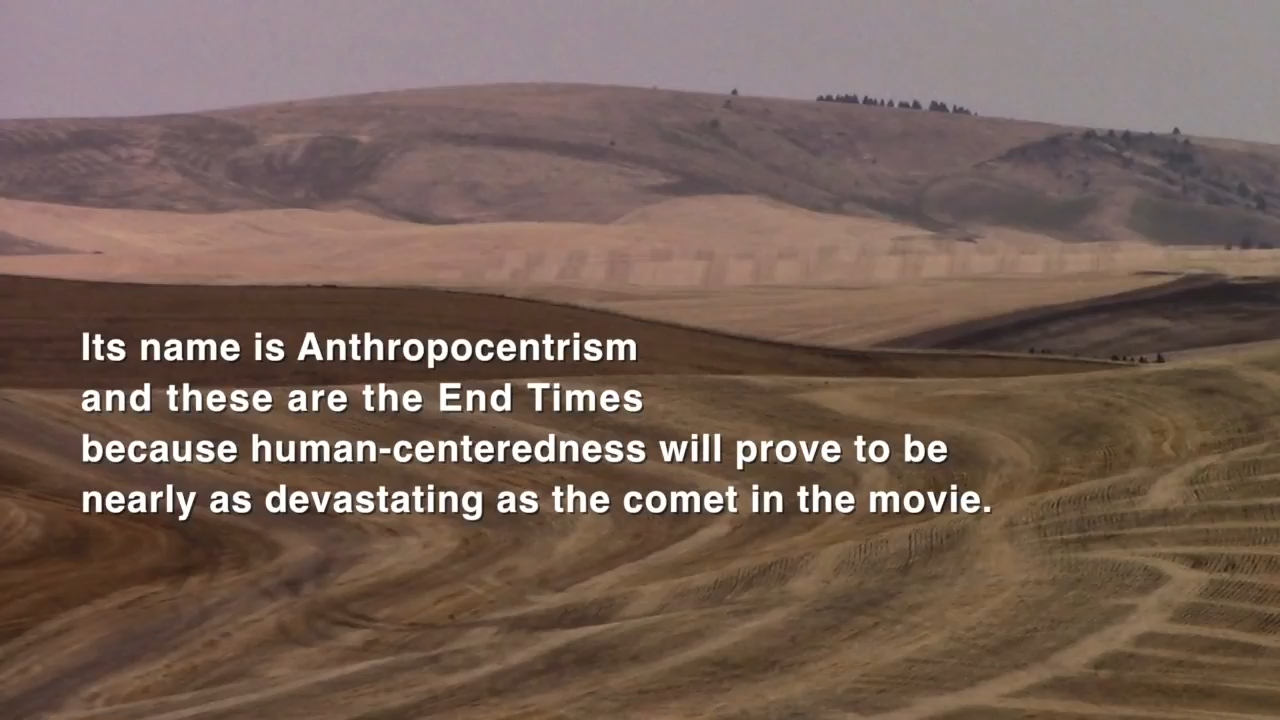 Its name is Anthropocentrism
and these are the End Times
because human-centeredness will prove to be
nearly as devastating as the comet in the movie.